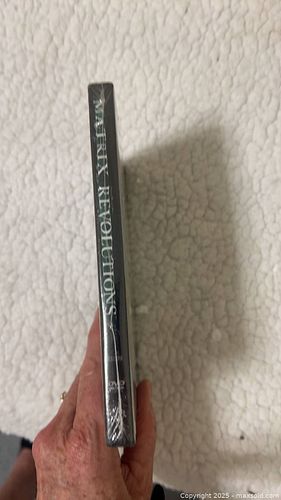 MATRIX REVOLUTIONS
DVD
Copyright © 2025 - maxsold.com